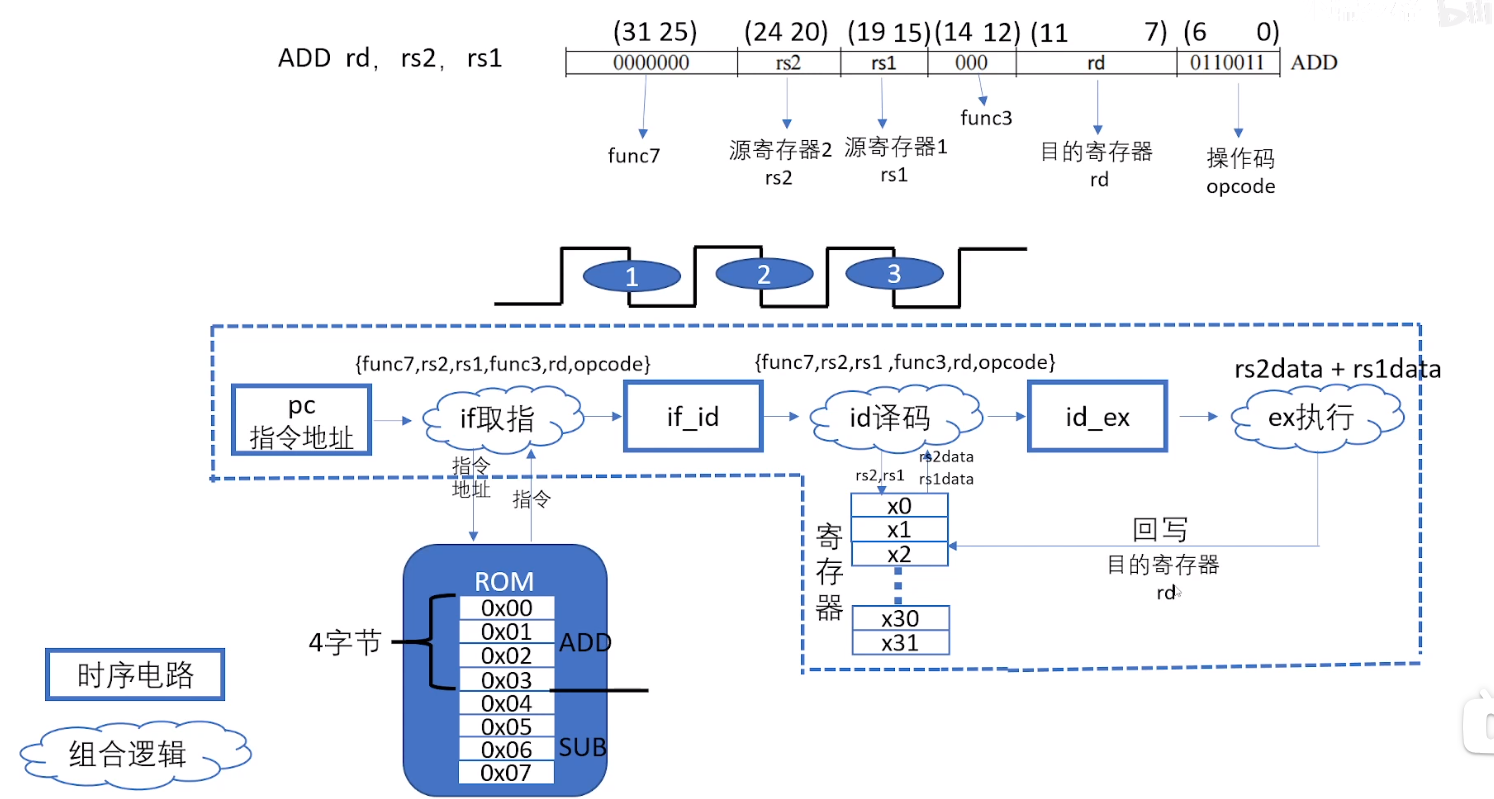 (31 25) (24 20) (19 15) (14 12) (11 7) (6 0)
ADD rd, rs2, rs1
0000000 rs2 rs1 000 rd 0110011 ADD
func7
源寄存器2
rs2
源寄存器1
rs1
func3
目的寄存器
rd
操作码
opcode
1 2 3
{func7,rs2,rs1,func3,rd,opcode}
{func7,rs2,rs1 ,func3,rd,opcode}
rs2data + rs1data
pc
指令地址
if取指
if_id
id译码
id_ex
ex执行
指令
地址
指令
rs2,rs1
rs2data
rs1data
寄存器
x0
x1
x2
x30
x31
回写
目的寄存器
rd
ROM
0x00
0x01
0x02
0x03
0x04
0x05
0x06
0x07
4字节
ADD
SUB
时序电路
组合逻辑